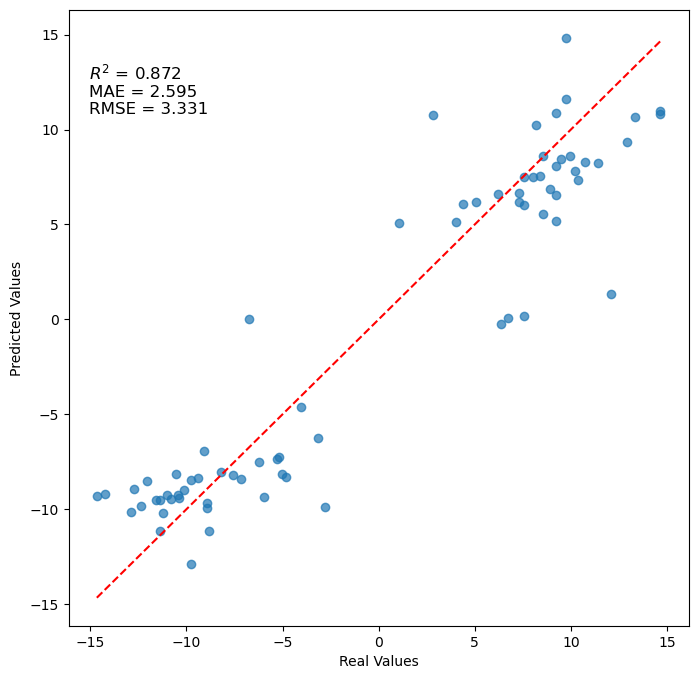 R² = 0.872
MAE = 2.595
RMSE = 3.331
15
10
5
0
−5
−10
−15
Predicted Values
−15 −10 −5 0 5 10 15
Real Values